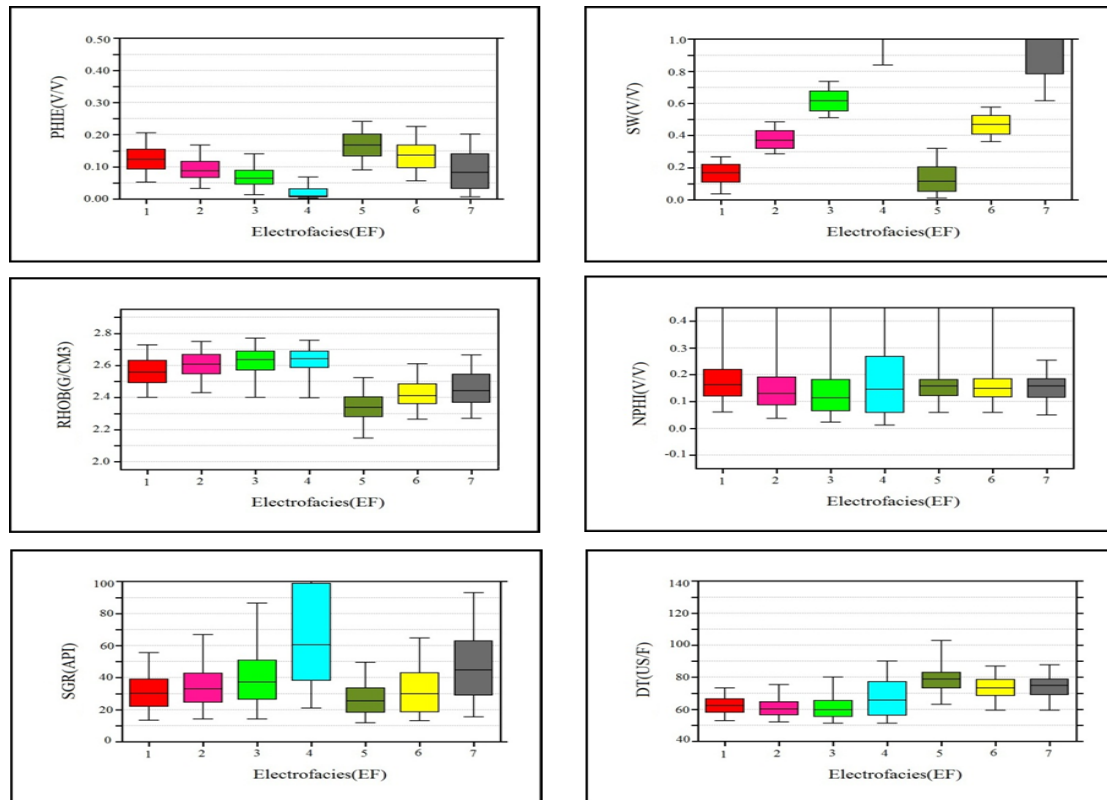 PHIE(V/V)
0.50
0.40
0.30
0.20
0.10
0.00
1 2 3 4 5 6 7
Electrofacies(EF)
SW(V/V)
1.0
0.8
0.6
0.4
0.2
0.0
1 2 3 4 5 6 7
Electrofacies(EF)
RHOB(G/CM3)
2.8
2.6
2.4
2.2
2.0
1 2 3 4 5 6 7
Electrofacies(EF)
NPHI(V/V)
0.4
0.3
0.2
0.1
0.0
-0.1
1 2 3 4 5 6 7
Electrofacies(EF)
SGR(API)
100
80
60
40
20
0
1 2 3 4 5 6 7
Electrofacies(EF)
DT(US/F)
140
120
100
80
60
40
1 2 3 4 5 6 7
Electrofacies(EF)